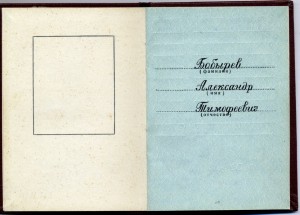 Бобырев
(фамилия)
Александр
(имя)
Тимофеевич
(отчество)